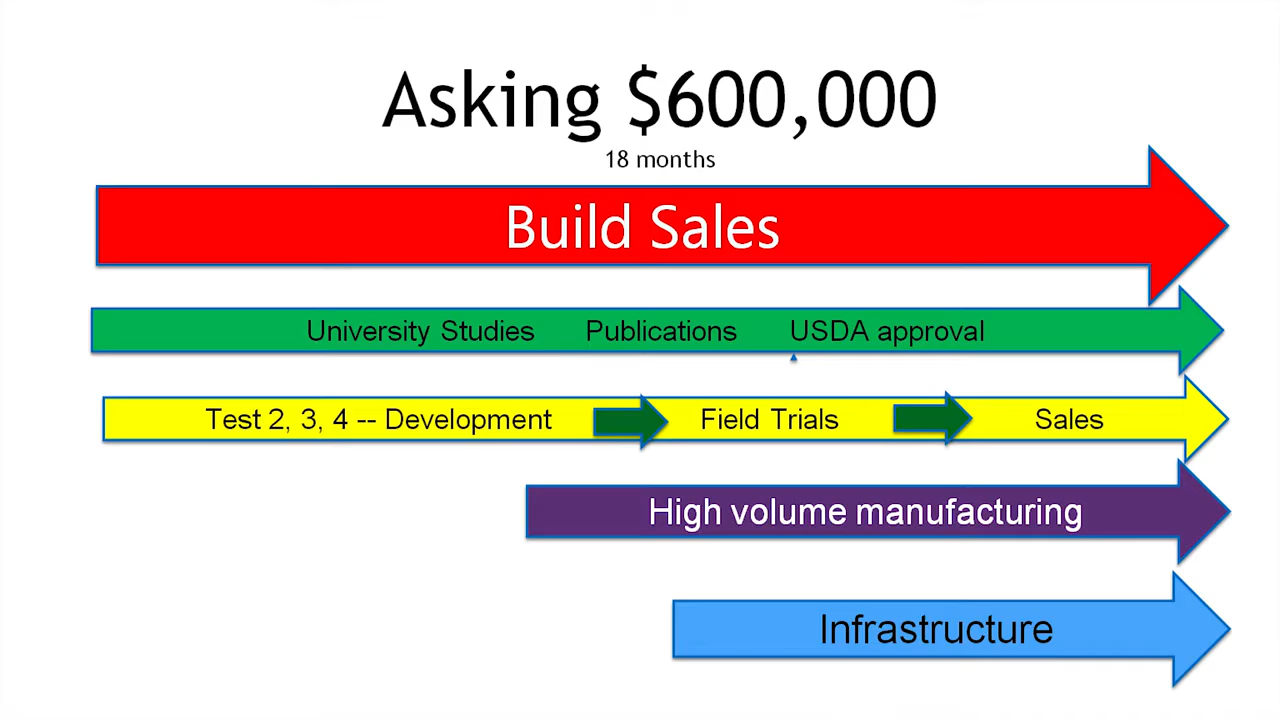 Asking $600,000
18 months
Build Sales
University Studies Publications USDA approval
Test 2, 3, 4 -- Development Field Trials Sales
High volume manufacturing
Infrastructure